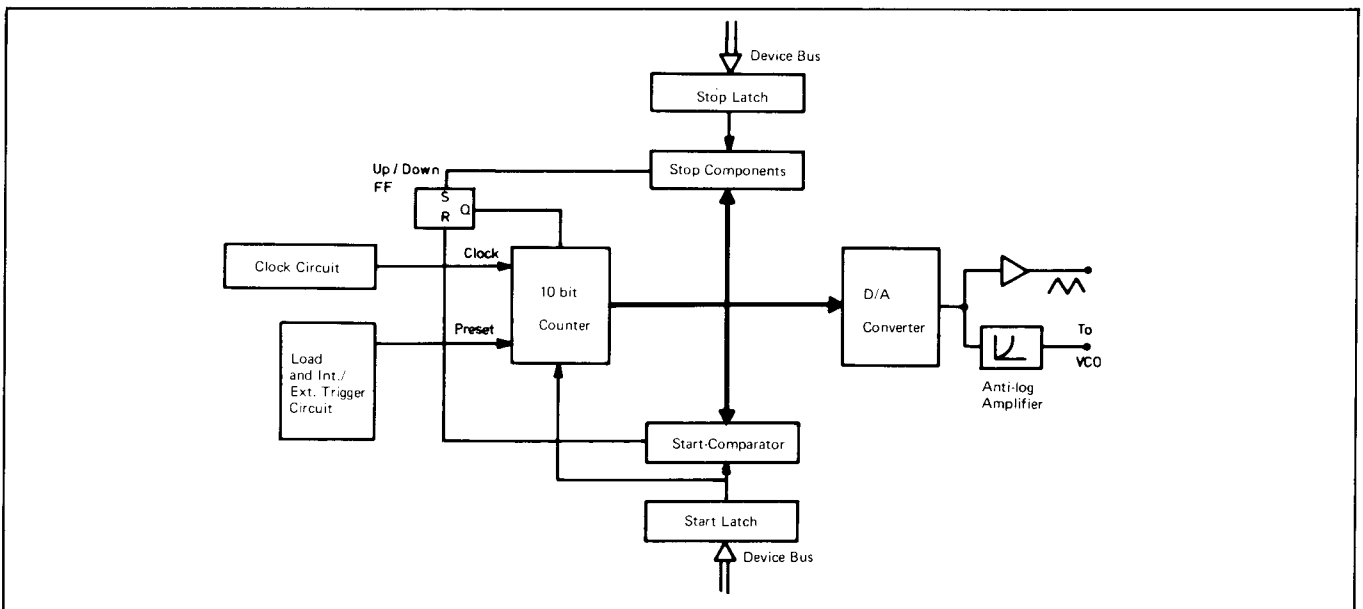 Device Bus
Stop Latch
Stop Components
Up / Down
FF
S
R
Q
Clock Circuit
Clock
10 bit
Counter
Preset
Load
and Int./
Ext. Trigger
Circuit
D/A
Converter
To
VCO
Anti-log
Amplifier
Start-Comparator
Start Latch
Device Bus